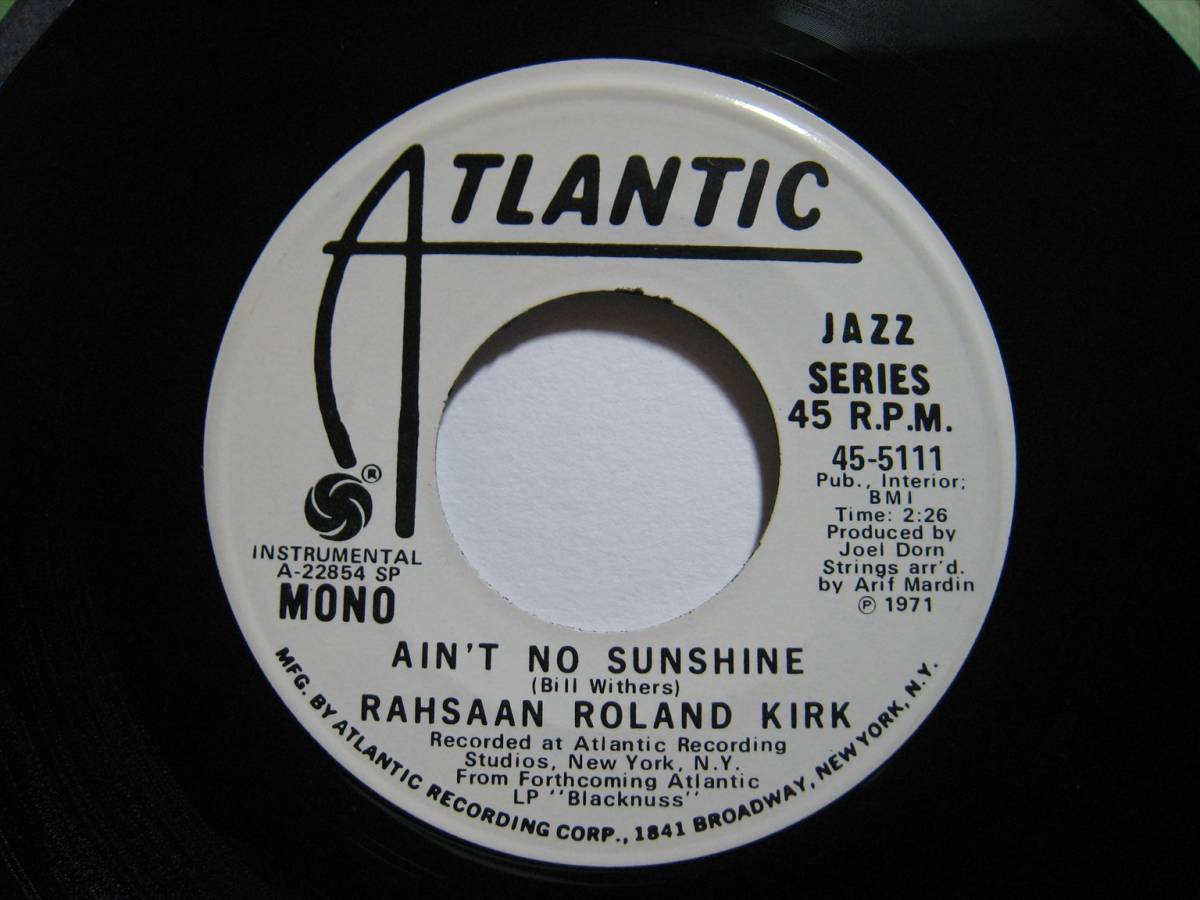 ATLANTIC
JAZZ
SERIES
45 R.P.M.
45-5111
Pub., Interior;
BMI
Time: 2:26
Produced by
Joel Dorn
Strings arr'd.
by Arif Mardin
℗ 1971
®
INSTRUMENTAL
A-22854 SP
MONO
AIN'T NO SUNSHINE
(Bill Withers)
RAHSAAN ROLAND KIRK
Recorded at Atlantic Recording
Studios, New York, N.Y.
From Forthcoming Atlantic
LP "Blacknuss"
MFG. BY ATLANTIC RECORDING CORP., 1841 BROADWAY, NEW YORK, N.Y.